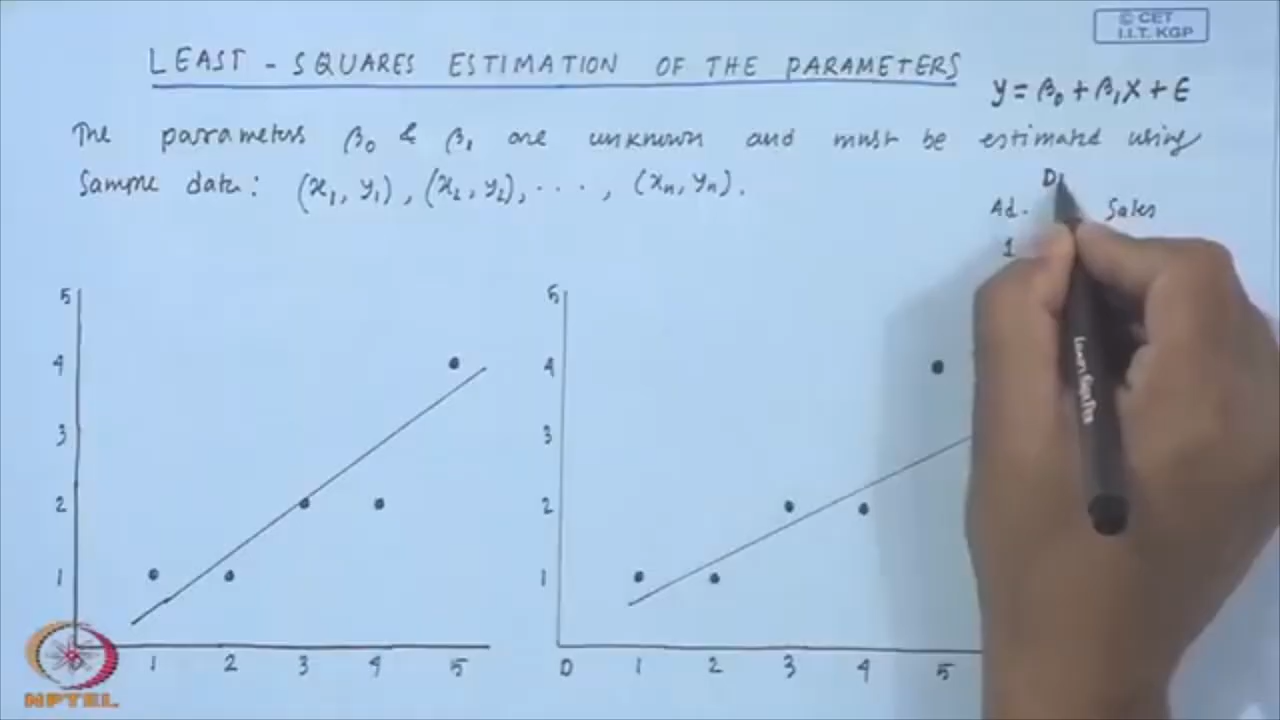 © CET
I.I.T. KGP
LEAST - SQUARES ESTIMATION OF THE PARAMETERS
y = β₀ + β₁X + ε
The parameters β₀ & β₁ are unknown and must be estimated using
Sample data: (x₁, y₁), (x₂, y₂), ..., (xₙ, yₙ).
D
Ad. Sales
1
5
4
3
2
1
0 1 2 3 4 5
5
4
3
2
1
0 1 2 3 4 5
NPTEL